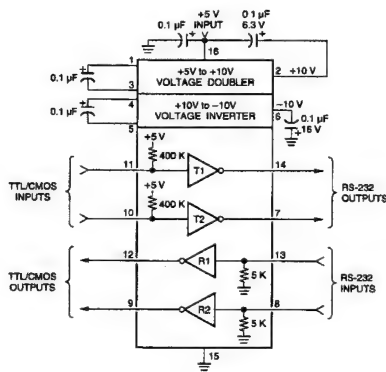 +5 V
INPUT
0.1 µF
0.1 µF
6.3 V
16
1
0.1 µF
3
+5V to +10V
VOLTAGE DOUBLER
2
+10 V
4
0.1 µF
5
+10V to –10V
VOLTAGE INVERTER
–10 V
6
0.1 µF
16 V
+5 V
400 K
11
T1
14
+5 V
TTL/CMOS
INPUTS
400 K
10
T2
7
RS-232
OUTPUTS
12
R1
13
5 K
TTL/CMOS
OUTPUTS
9
R2
8
5 K
RS-232
INPUTS
15